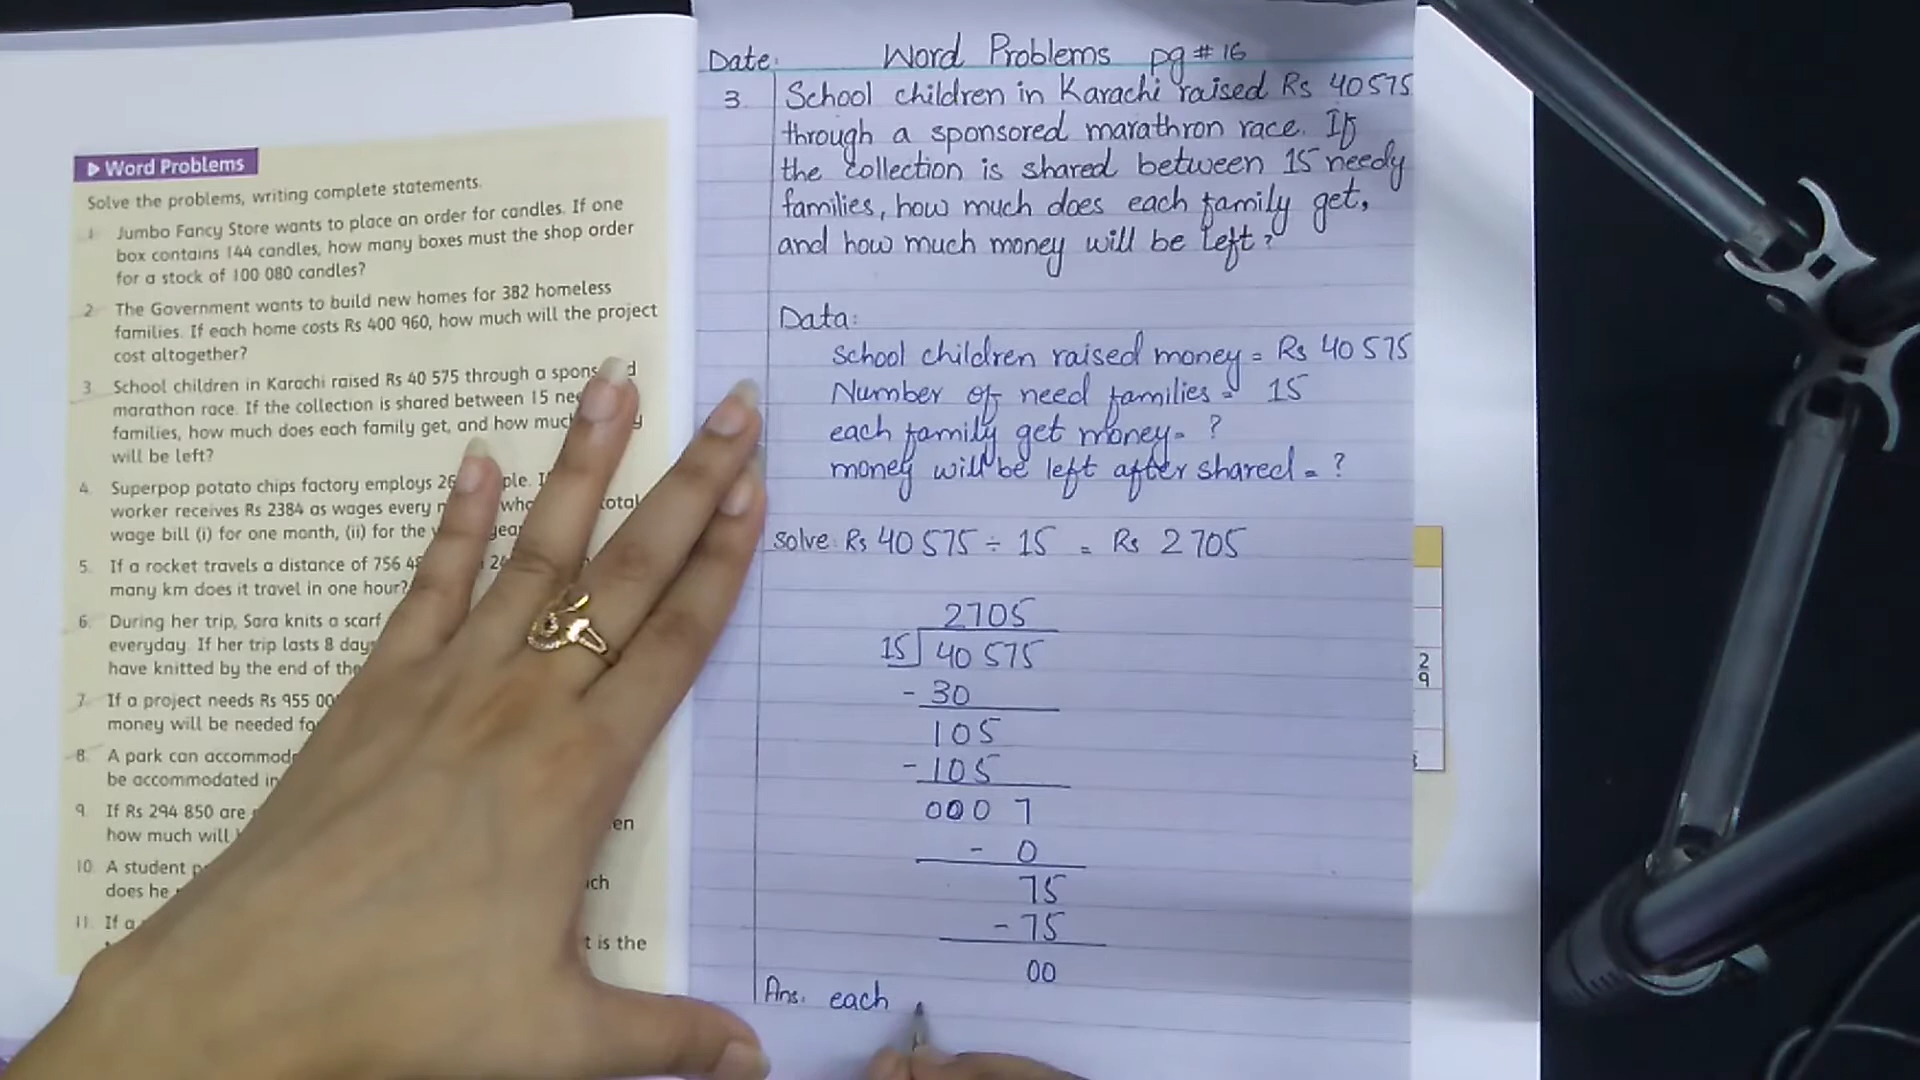 Word Problems
Solve the problems, writing complete statements.
1 Jumbo Fancy Store wants to place an order for candles. If one
box contains 144 candles, how many boxes must the shop order
for a stock of 100 080 candles?
2 The Government wants to build new homes for 382 homeless
families. If each home costs Rs 400 960, how much will the project
cost altogether?
3. School children in Karachi raised Rs 40 575 through a
marathon race. If the collection is shared between 15
families, how much does each family get, and how
will be left?
4. Superpop potato chips factory employs
worker receives Rs 2384 as wages every
wage bill (i) for one month, (ii) for the
5. If a rocket travels a distance of 756
many km does it travel in one hour?
6. During her trip, Sara knits a scarf
everyday. If her trip lasts 8 days
have knitted by the end of the
7. If a project needs Rs 955
money will be needed
8. A park can
be accommodated in
9. If Rs 294 850 are
how much will
10. A student
does he
11. If a
t is the
Date: Word Problems pg # 16
3 School children in Karachi raised Rs 40575
through a sponsored marathron race. If
the collection is shared between 15 needy
families, how much does each family get,
and how much money will be left?
Data:
School children raised money = Rs 40 575
Number of need families = 15
each family get money = ?
money will be left after shared = ?
Solve: Rs 40 575 ÷ 15 = Rs 2705
2705
15 40 575
- 30
105
- 105
000 7
- 0
75
- 75
00
Ans. each
2
9